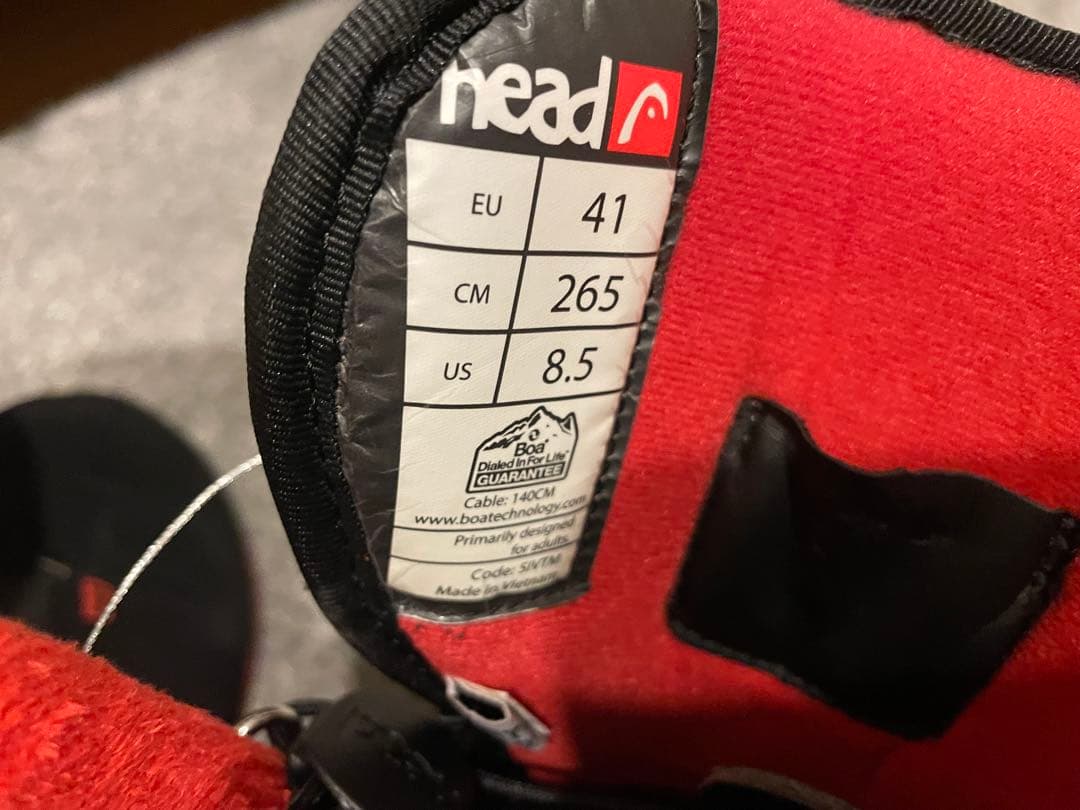 head
EU 41
CM 265
US 8.5
Boa
Dialed In For Life™
GUARANTEE
Cable: 140CM
www.boatechnology.com
Primarily designed
for adults
Code: SIVTM
Made in Vietnam